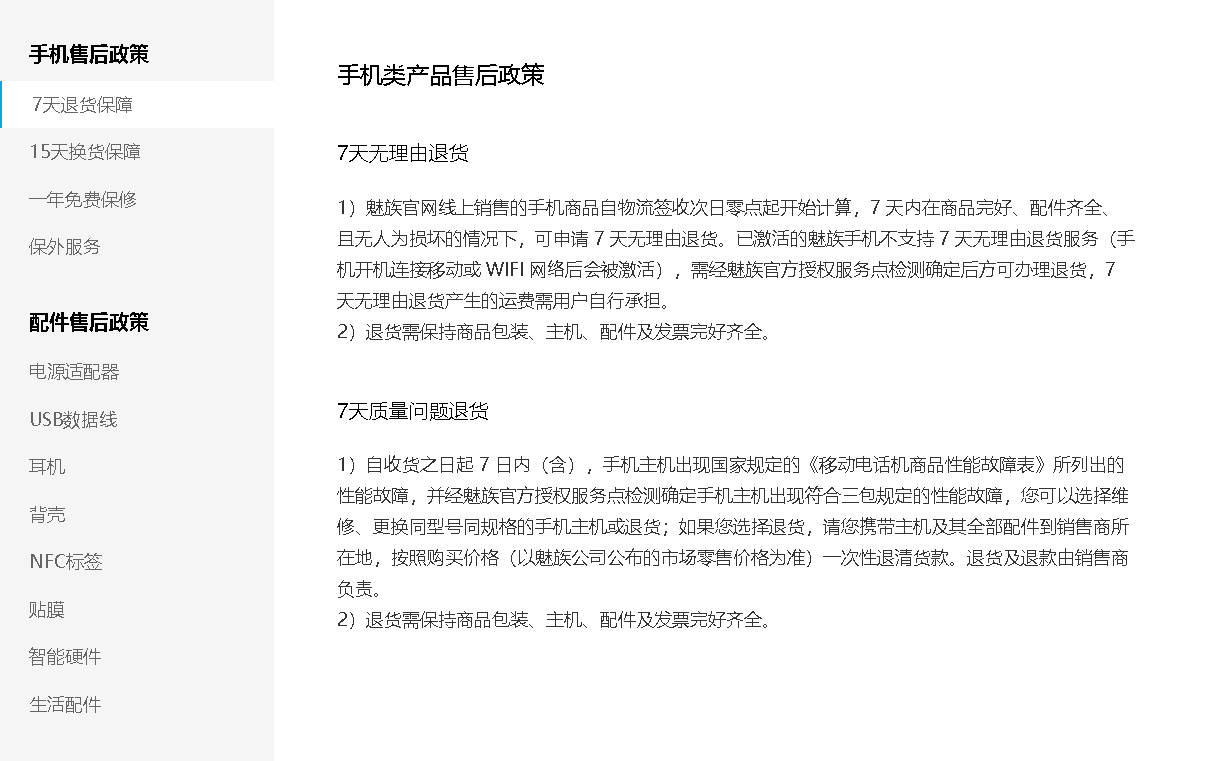 手机售后政策
7天退货保障
15天换货保障
一年免费保修
保外服务
配件售后政策
电源适配器
USB数据线
耳机
背壳
NFC标签
贴膜
智能硬件
生活配件
手机类产品售后政策
7天无理由退货
1）魅族官网线上销售的手机商品自物流签收次日零点起开始计算，7 天内在商品完好、配件齐全、
且无人为损坏的情况下，可申请 7 天无理由退货。已激活的魅族手机不支持 7 天无理由退货服务（手
机开机连接移动或 WIFI 网络后会被激活），需经魅族官方授权服务点检测确定后方可办理退货，7
天无理由退货产生的运费需用户自行承担。
2）退货需保持商品包装、主机、配件及发票完好齐全。
7天质量问题退货
1）自收货之日起 7 日内（含），手机主机出现国家规定的《移动电话机商品性能故障表》所列出的
性能故障，并经魅族官方授权服务点检测确定手机主机出现符合三包规定的性能故障，您可以选择维
修、更换同型号同规格的手机主机或退货；如果您选择退货，请您携带主机及其全部配件到销售商所
在地，按照购买价格（以魅族公司公布的市场零售价格为准）一次性退清货款。退货及退款由销售商
负责。
2）退货需保持商品包装、主机、配件及发票完好齐全。